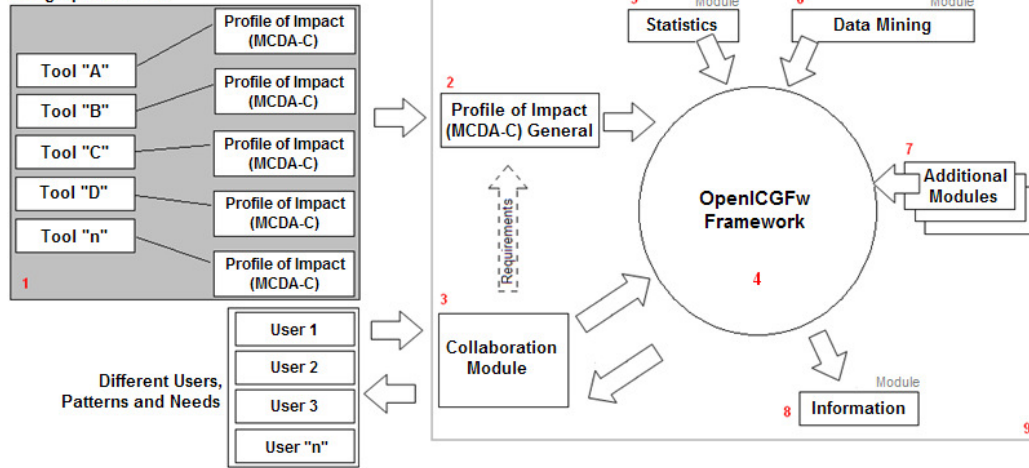 Profile of Impact
(MCDA-C)
Tool "A"
Profile of Impact
(MCDA-C)
Tool "B"
Profile of Impact
(MCDA-C)
Tool "C"
Profile of Impact
(MCDA-C)
Tool "D"
Profile of Impact
(MCDA-C)
Tool "n"
1
Module
Statistics
Module
Data Mining
2
Profile of Impact
(MCDA-C) General
7
Additional
Modules
OpenICGFw
Framework
4
Requirements
3
Collaboration
Module
User 1
User 2
User 3
User "n"
Different Users,
Patterns and Needs
Module
8
Information
9